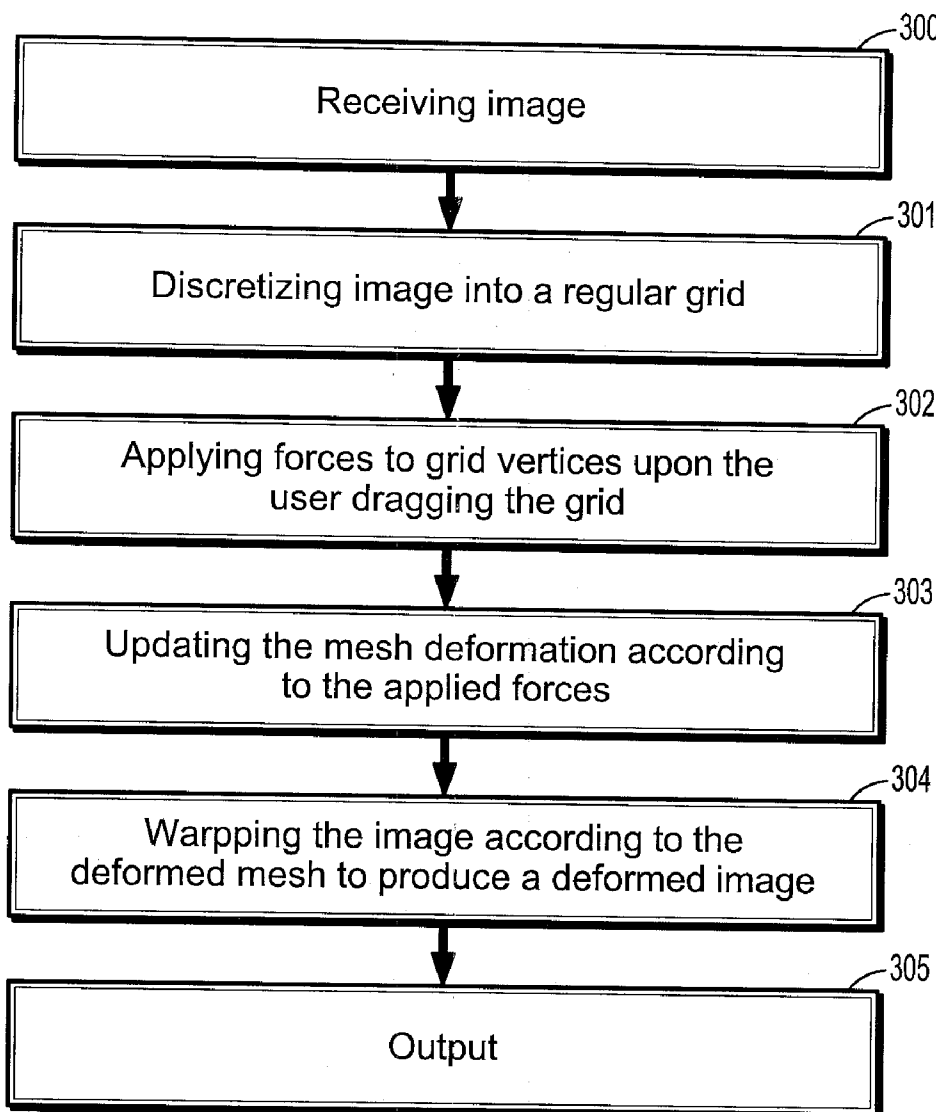 300
Receiving image
301
Discretizing image into a regular grid
302
Applying forces to grid vertices upon the
user dragging the grid
303
Updating the mesh deformation according
to the applied forces
304
Warpping the image according to the
deformed mesh to produce a deformed image
305
Output